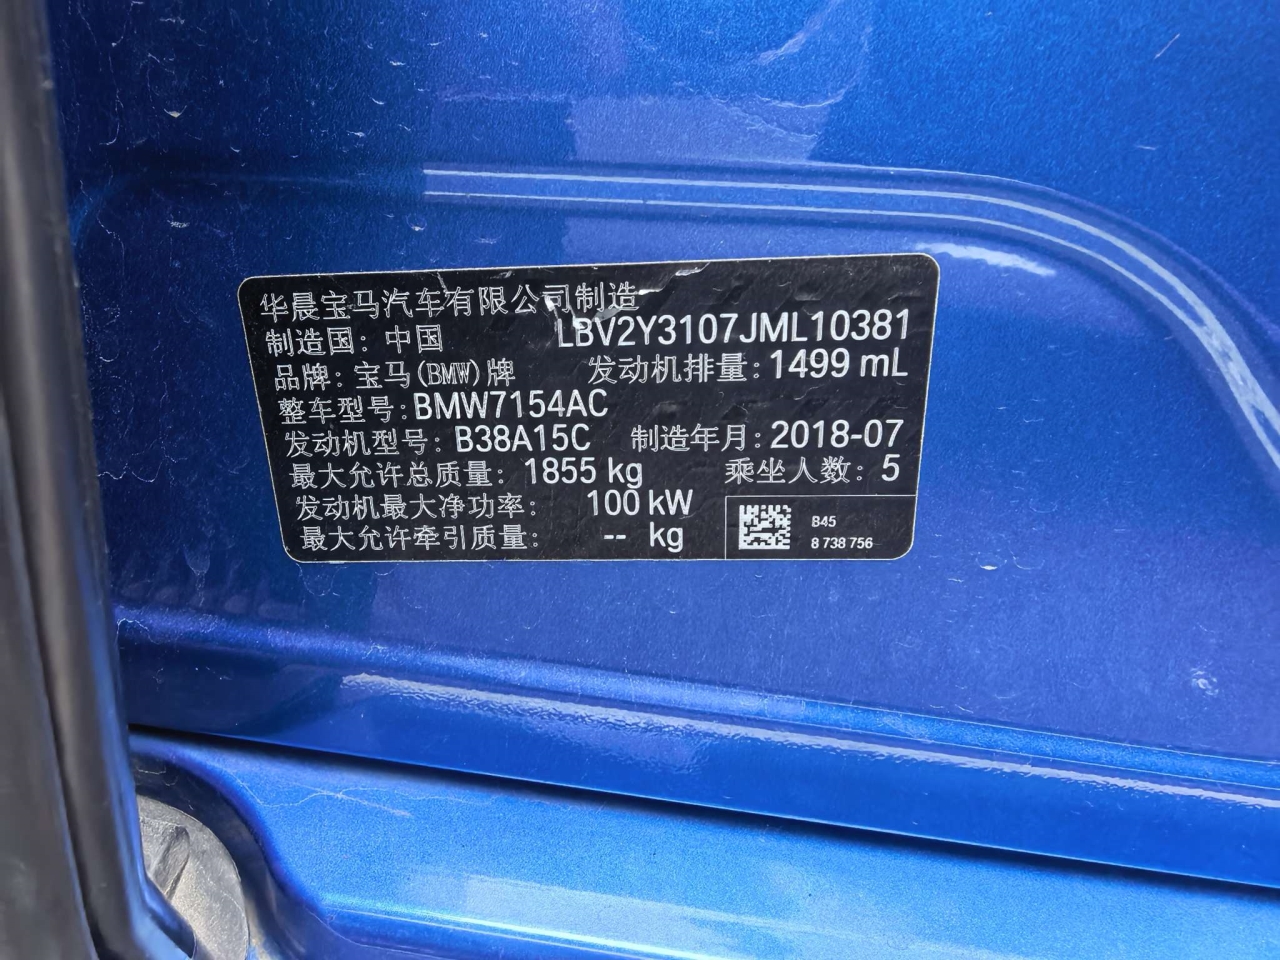 华晨宝马汽车有限公司制造
制造国：中国 LBV2Y3107JML10381
品牌：宝马(BMW)牌 发动机排量：1499 mL
整车型号：BMW7154AC
发动机型号：B38A15C 制造年月：2018-07
最大允许总质量：1855 kg 乘坐人数：5
发动机最大净功率：100 kW
最大允许牵引质量：-- kg
B45
8 738 756